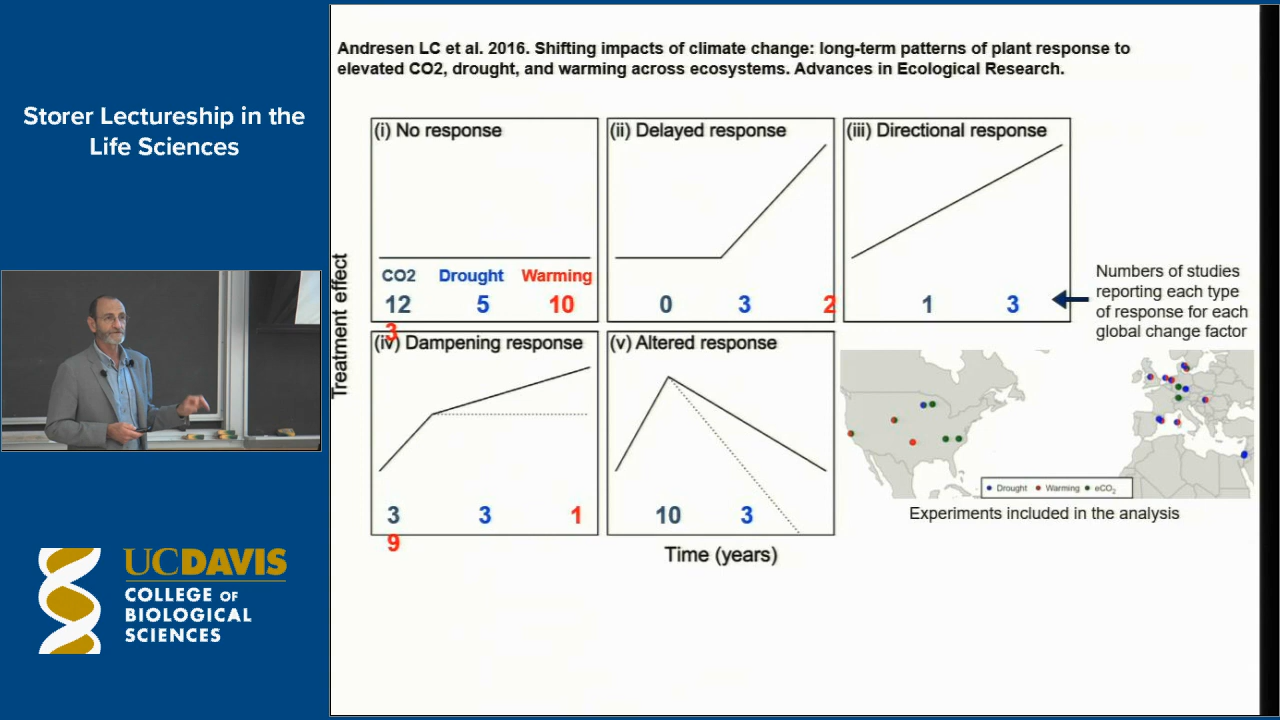 Andresen LC et al. 2016. Shifting impacts of climate change: long-term patterns of plant response to
elevated CO2, drought, and warming across ecosystems. Advances in Ecological Research.
Storer Lectureship in the
Life Sciences
(i) No response
(ii) Delayed response
(iii) Directional response
Treatment effect
CO2 Drought Warming
12 5 10
0 3 2
1 3
3
Numbers of studies
reporting each type
of response for each
global change factor
(iv) Dampening response
(v) Altered response
3 3 1
10 3
9
Time (years)
Drought Warming eCO2
Experiments included in the analysis
UCDAVIS
COLLEGE OF
BIOLOGICAL
SCIENCES